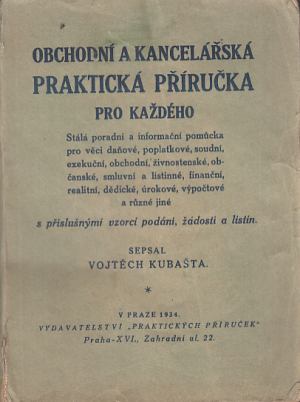 OBCHODNÍ A KANCELÁŘSKÁ
PRAKTICKÁ PŘÍRUČKA
PRO KAŽDÉHO
Stálá poradní a informační pomůcka
pro věci daňové, poplatkové, soudní,
exekuční, obchodní, živnostenské, ob-
čanské, smluvní a listinné, finanční,
realitní, dědické, úrokové, výpočtové
a různé jiné
s příslušnými vzorci podání, žádostí a listin.
SEPSAL
VOJTĚCH KUBAŠTA.
*
V PRAZE 1934.
VYDAVATELSTVÍ „PRAKTICKÝCH PŘÍRUČEK"
Praha-XVI., Zahradní ul. 22.